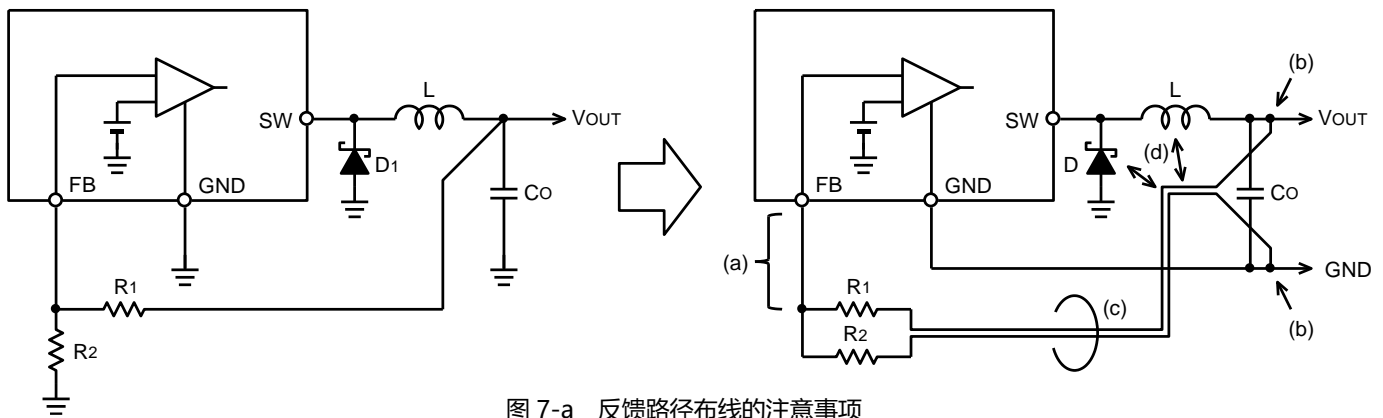 L
SW
VOUT
D1
FB
GND
CO
R1
R2
(b)
L
SW
VOUT
(d)
D
FB
GND
CO
(a)
GND
R1
(c)
R2
(b)
图 7-a 反馈路径布线的注意事项